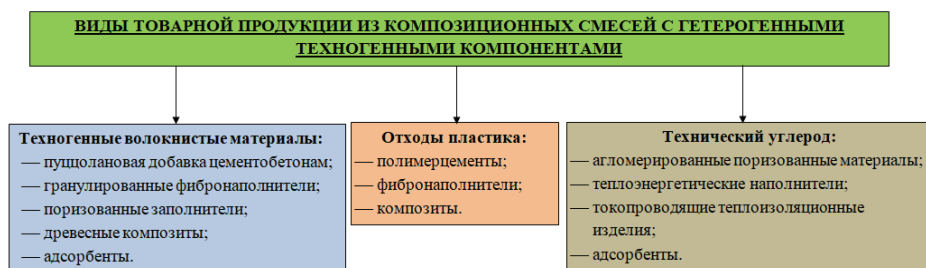 ВИДЫ ТОВАРНОЙ ПРОДУКЦИИ ИЗ КОМПОЗИЦИОННЫХ СМЕСЕЙ С ГЕТЕРОГЕННЫМИ
ТЕХНОГЕННЫМИ КОМПОНЕНТАМИ
Техногенные волокнистые материалы:
— пуццолановая добавка цементобетонам;
— гранулированные фибронаполнители;
— поризованные заполнители;
— древесные композиты;
— адсорбенты.
Отходы пластика:
— полимерцементы;
— фибронаполнители;
— композиты.
Технический углерод:
— агломерированные поризованные материалы;
— теплоэнергетические наполнители;
— токопроводящие теплоизоляционные
изделия;
— адсорбенты.